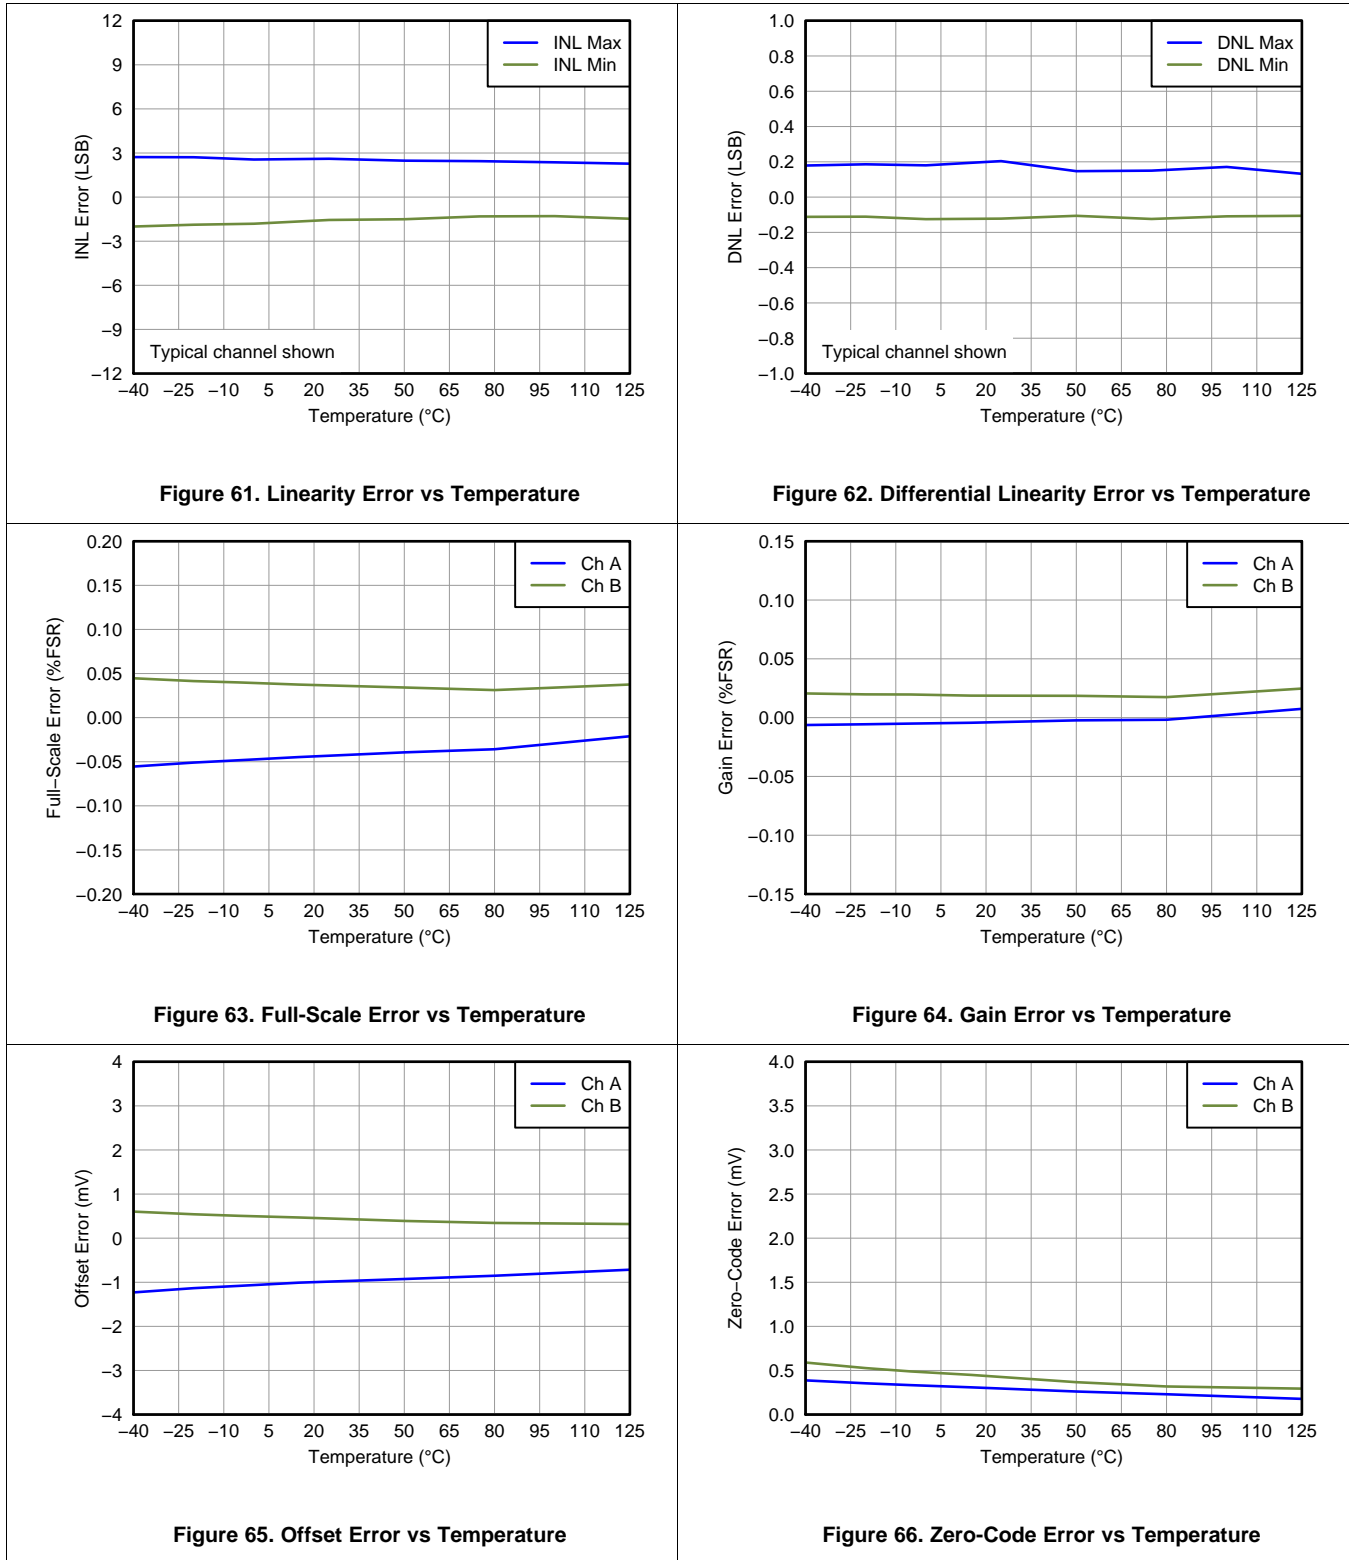 12
9
6
3
0
−3
−6
−9
−12
INL Error (LSB)
INL Max
INL Min
Typical channel shown
−40 −25 −10 5 20 35 50 65 80 95 110 125
Temperature (°C)
Figure 61. Linearity Error vs Temperature
1.0
0.8
0.6
0.4
0.2
0.0
−0.2
−0.4
−0.6
−0.8
−1.0
DNL Error (LSB)
DNL Max
DNL Min
Typical channel shown
−40 −25 −10 5 20 35 50 65 80 95 110 125
Temperature (°C)
Figure 62. Differential Linearity Error vs Temperature
0.20
0.15
0.10
0.05
0.00
−0.05
−0.10
−0.15
−0.20
Full−Scale Error (%FSR)
Ch A
Ch B
−40 −25 −10 5 20 35 50 65 80 95 110 125
Temperature (°C)
Figure 63. Full-Scale Error vs Temperature
0.15
0.10
0.05
0.00
−0.05
−0.10
−0.15
Gain Error (%FSR)
Ch A
Ch B
−40 −25 −10 5 20 35 50 65 80 95 110 125
Temperature (°C)
Figure 64. Gain Error vs Temperature
4
3
2
1
0
−1
−2
−3
−4
Offset Error (mV)
Ch A
Ch B
−40 −25 −10 5 20 35 50 65 80 95 110 125
Temperature (°C)
Figure 65. Offset Error vs Temperature
4.0
3.5
3.0
2.5
2.0
1.5
1.0
0.5
0.0
Zero−Code Error (mV)
Ch A
Ch B
−40 −25 −10 5 20 35 50 65 80 95 110 125
Temperature (°C)
Figure 66. Zero-Code Error vs Temperature